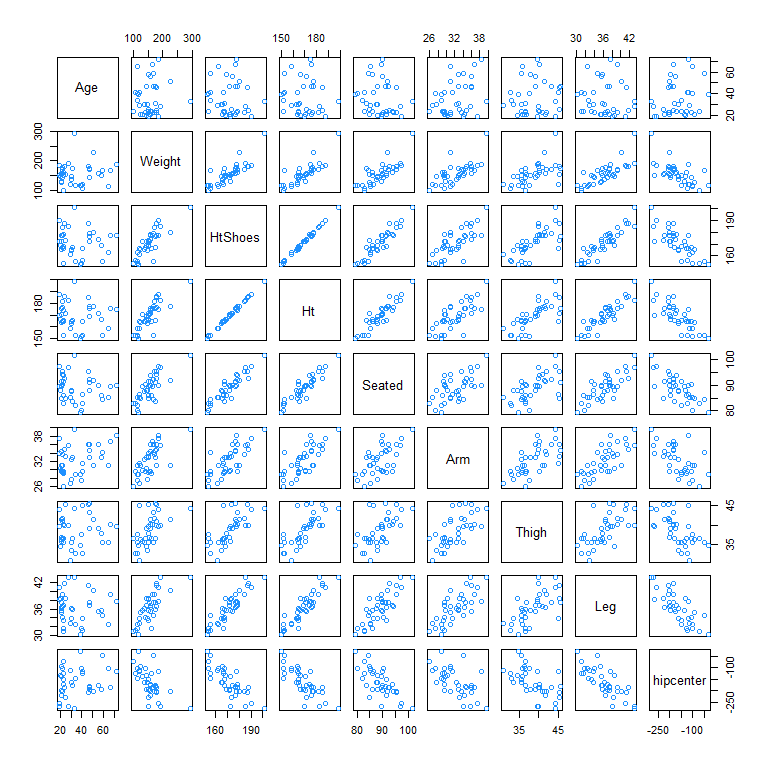 100 200 300 150 180 26 32 38 30 36 42
Age
20 40 60
100 200 300
Weight
HtShoes
160 190
150 180
Ht
Seated
80 90 100
26 32 38
Arm
Thigh
35 45
30 36 42
Leg
hipcenter
-250 -100
20 40 60 160 190 80 90 100 35 45 -250 -100